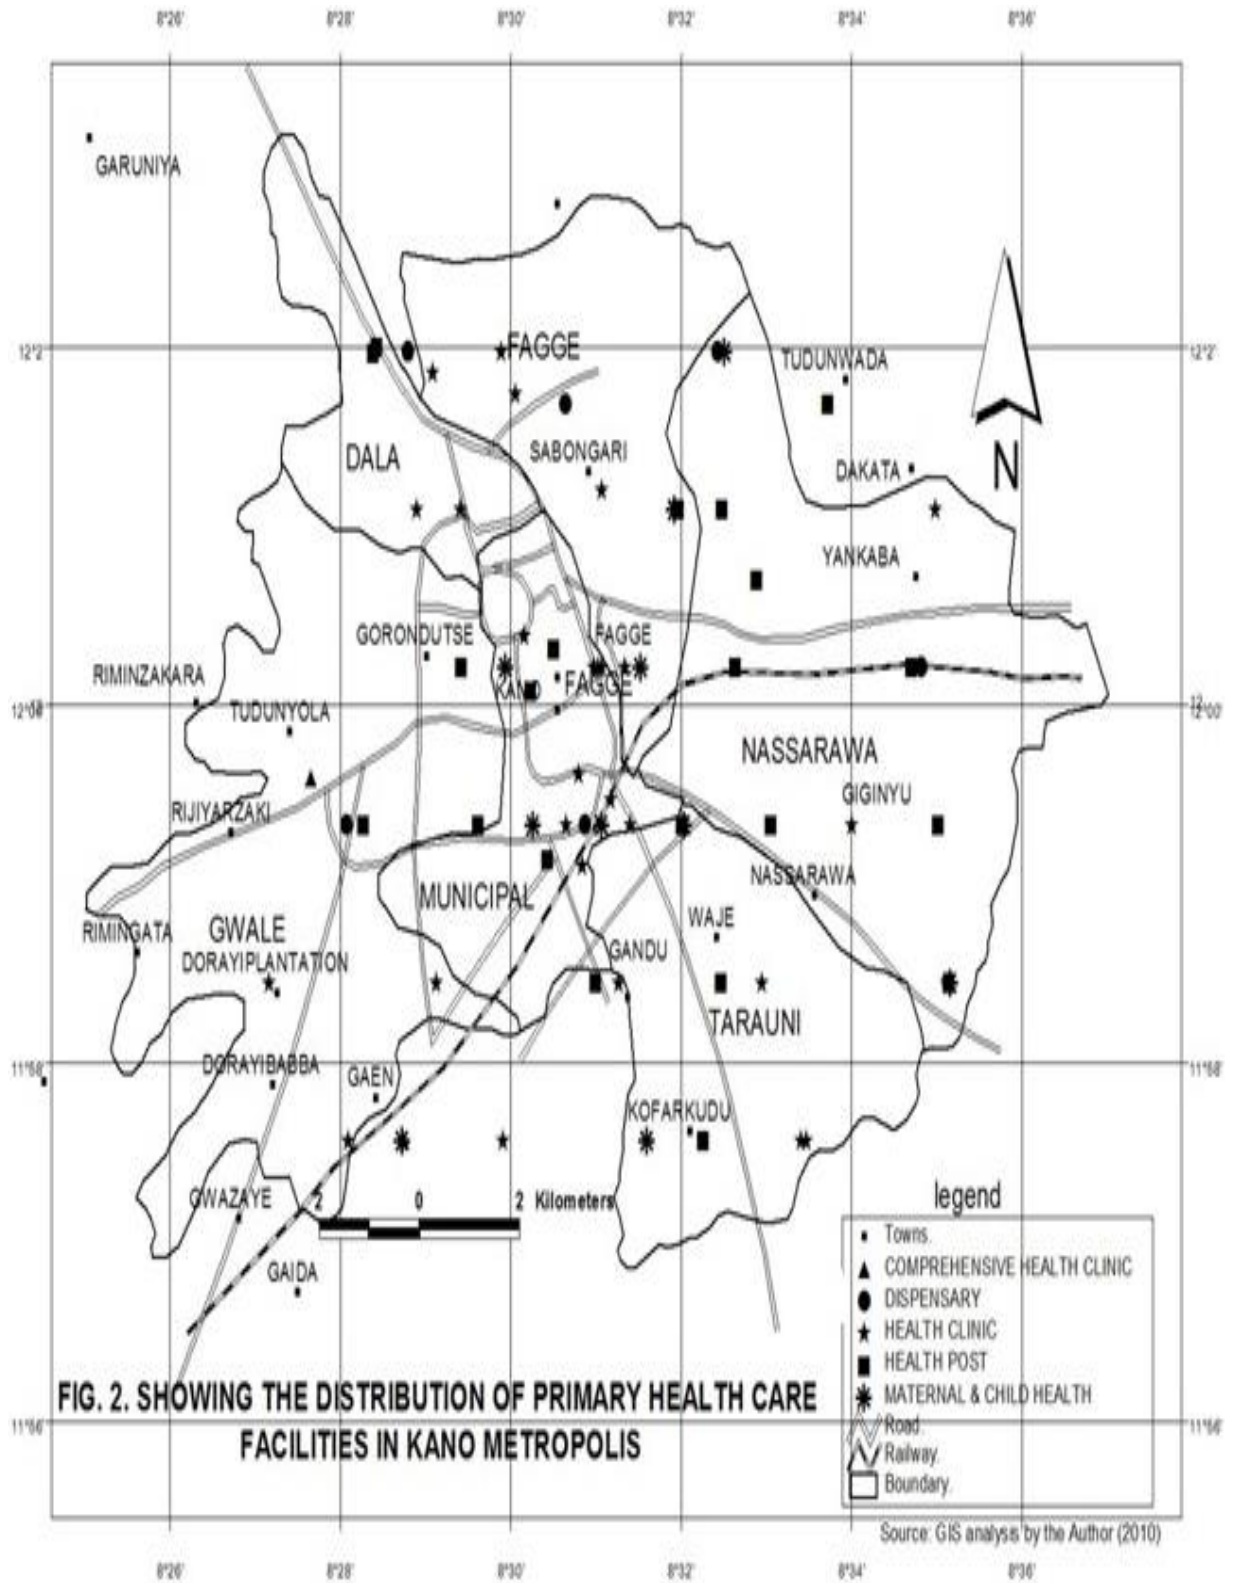 8°26' 8°28' 8°30' 8°32' 8°34' 8°36'
GARUNIYA
FAGGE
12°2' 12°2'
TUDUNWADA
DALA
SABONGARI
DAKATA
N
YANKABA
GORONDUTSE
FAGGE
RIMINZAKARA
KANO
FAGGE
TUDUNYOLA
12°00' 12°00'
NASSARAWA
GIGINYU
RIJIYARZAKI
NASSARAWA
MUNICIPAL
WAJE
RIMINGATA
GWALE
GANDU
DORAYIPLANTATION
TARAUNI
DORAYIBABBA
11°58' 11°58'
GAEN
KOFARKUDU
GWAZAYE
2 0 2 Kilometers
GAIDA
legend
Towns.
COMPREHENSIVE HEALTH CLINIC
DISPENSARY
HEALTH CLINIC
HEALTH POST
MATERNAL & CHILD HEALTH
Road.
Railway.
Boundary.
FIG. 2. SHOWING THE DISTRIBUTION OF PRIMARY HEALTH CARE
FACILITIES IN KANO METROPOLIS
11°56' 11°56'
Source: GIS analysis by the Author (2010)
8°26' 8°28' 8°30' 8°32' 8°34' 8°36'